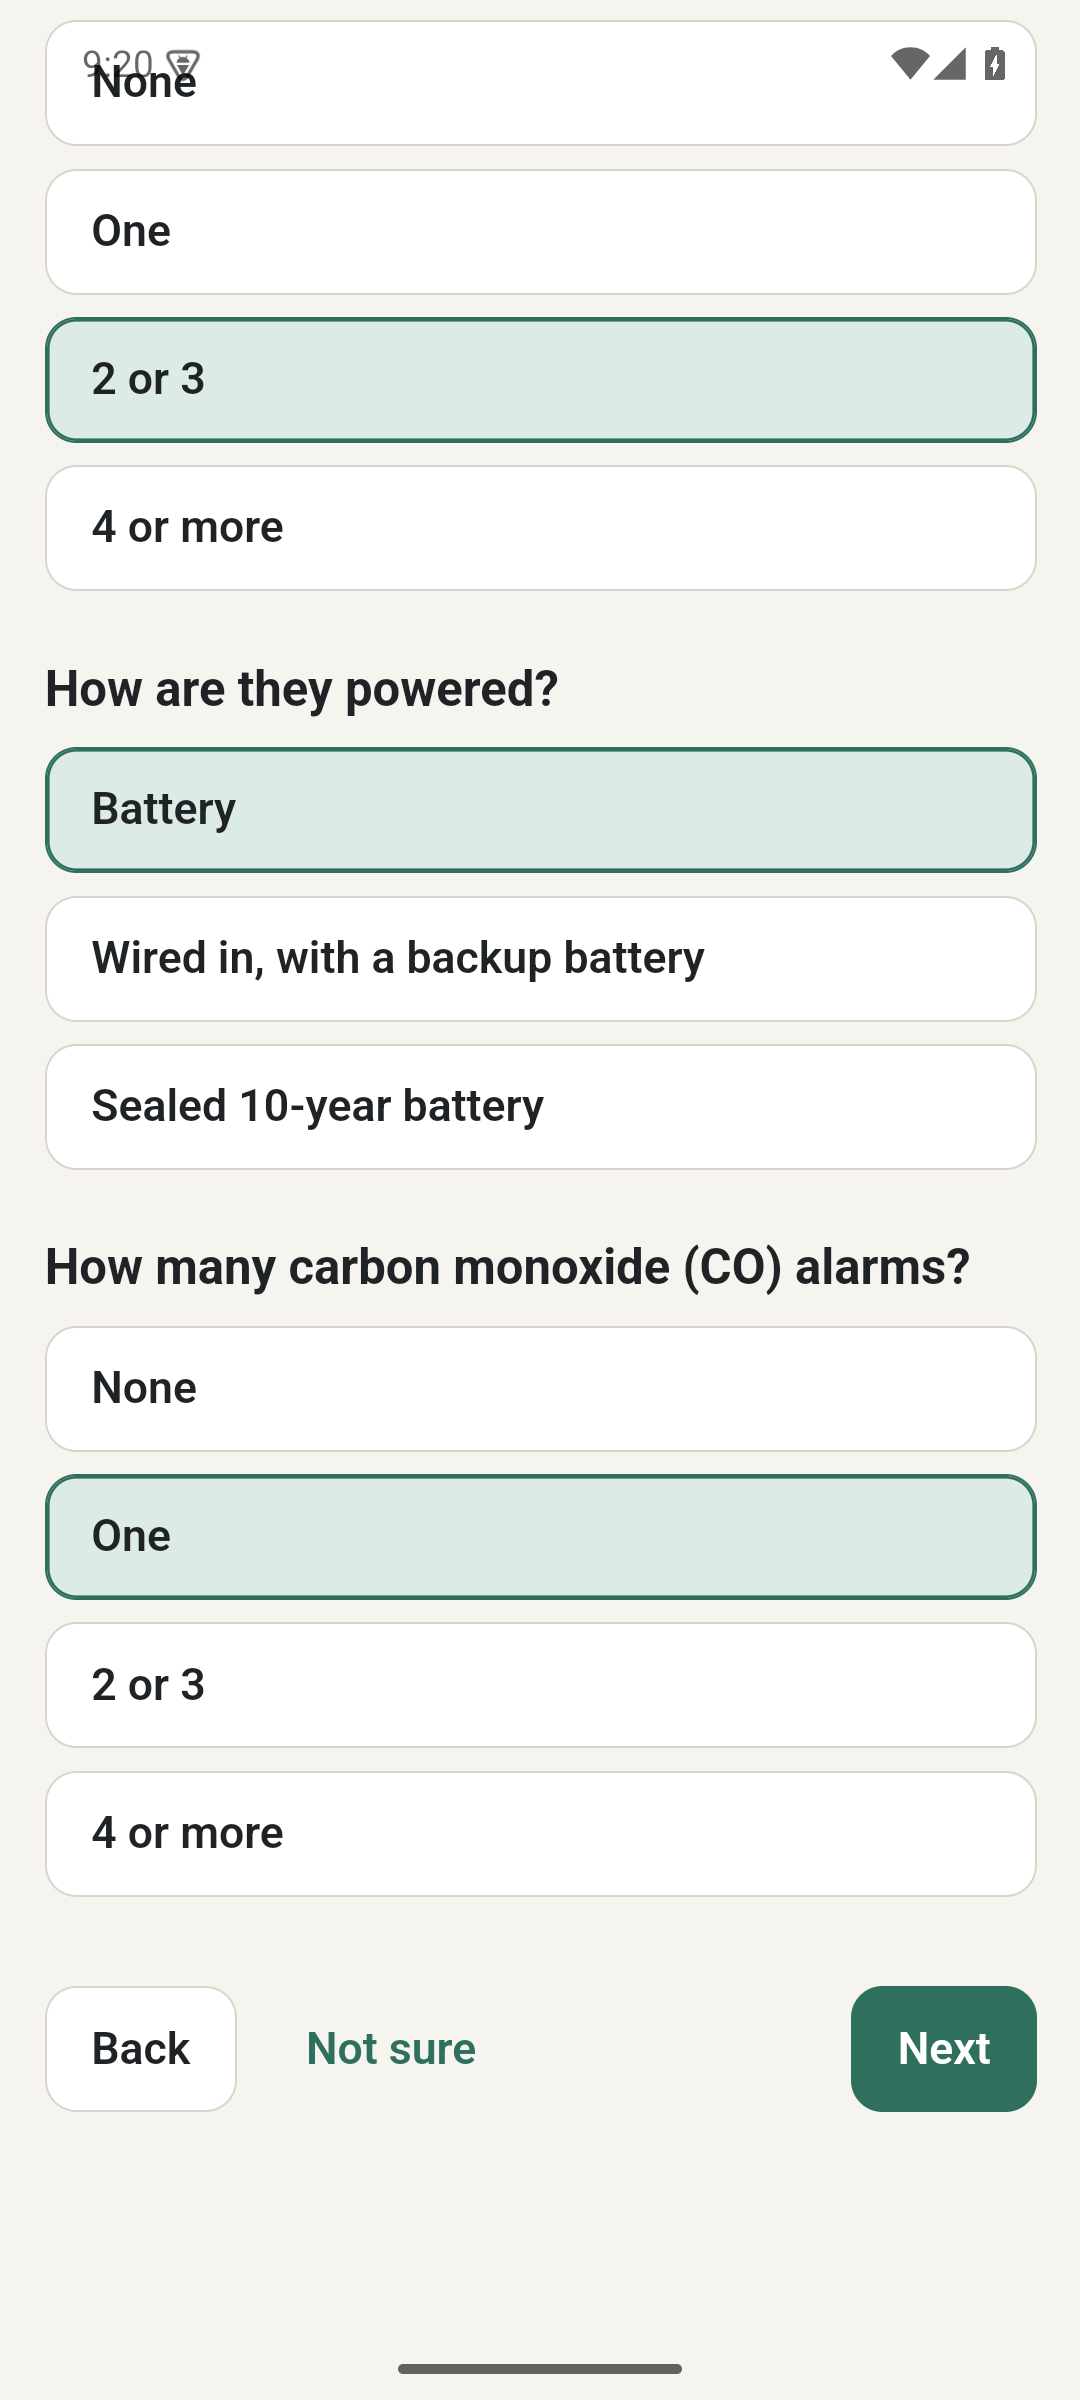 9:20
None
One
2 or 3
4 or more
How are they powered?
Battery
Wired in, with a backup battery
Sealed 10-year battery
How many carbon monoxide (CO) alarms?
None
One
2 or 3
4 or more
Back
Not sure
Next